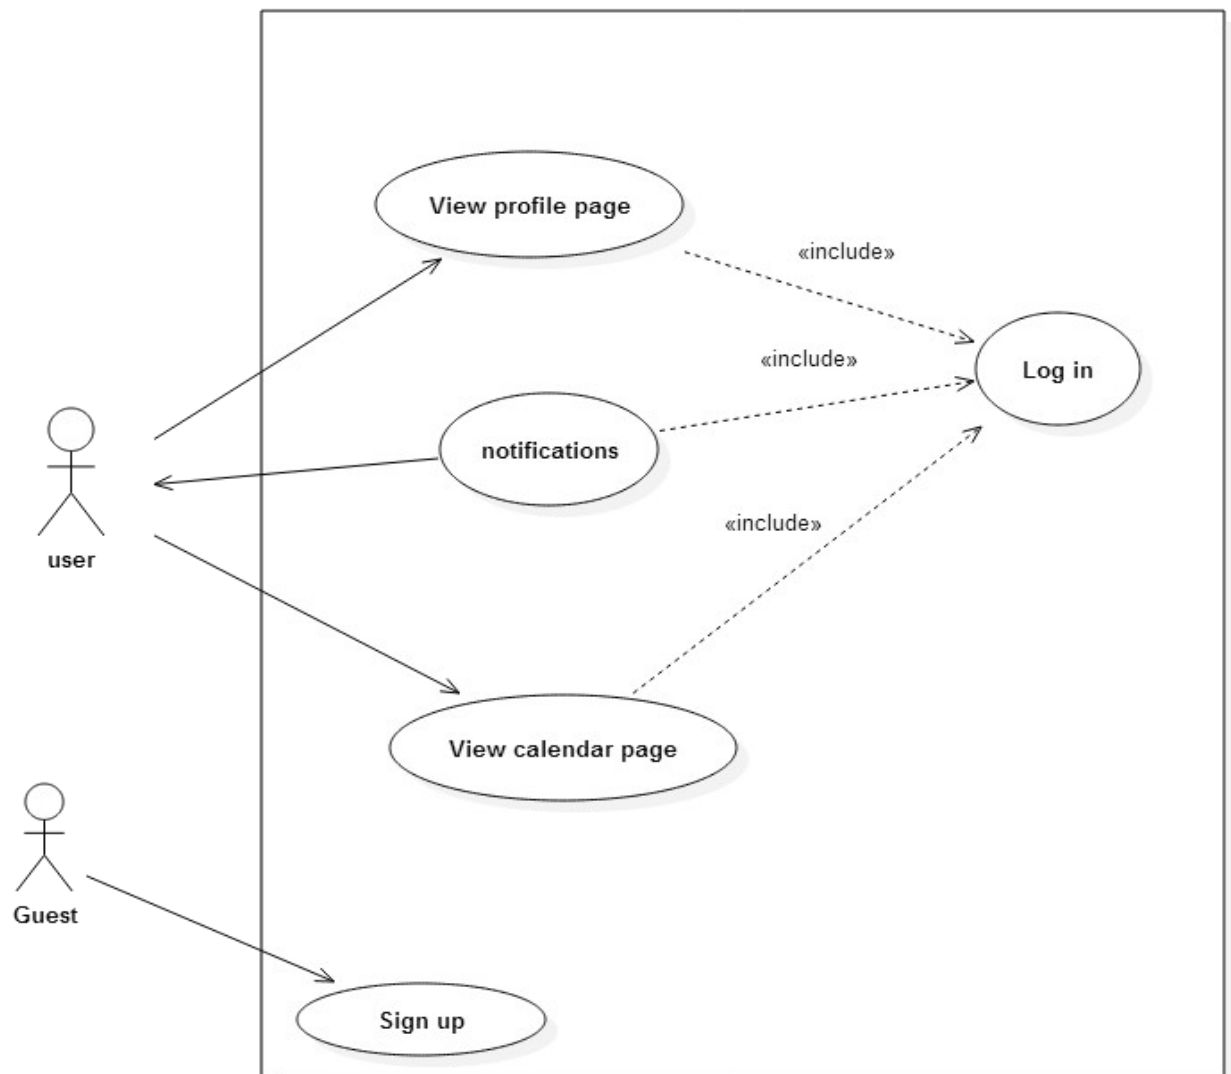 View profile page
«include»
«include»
Log in
notifications
«include»
user
View calendar page
Guest
Sign up